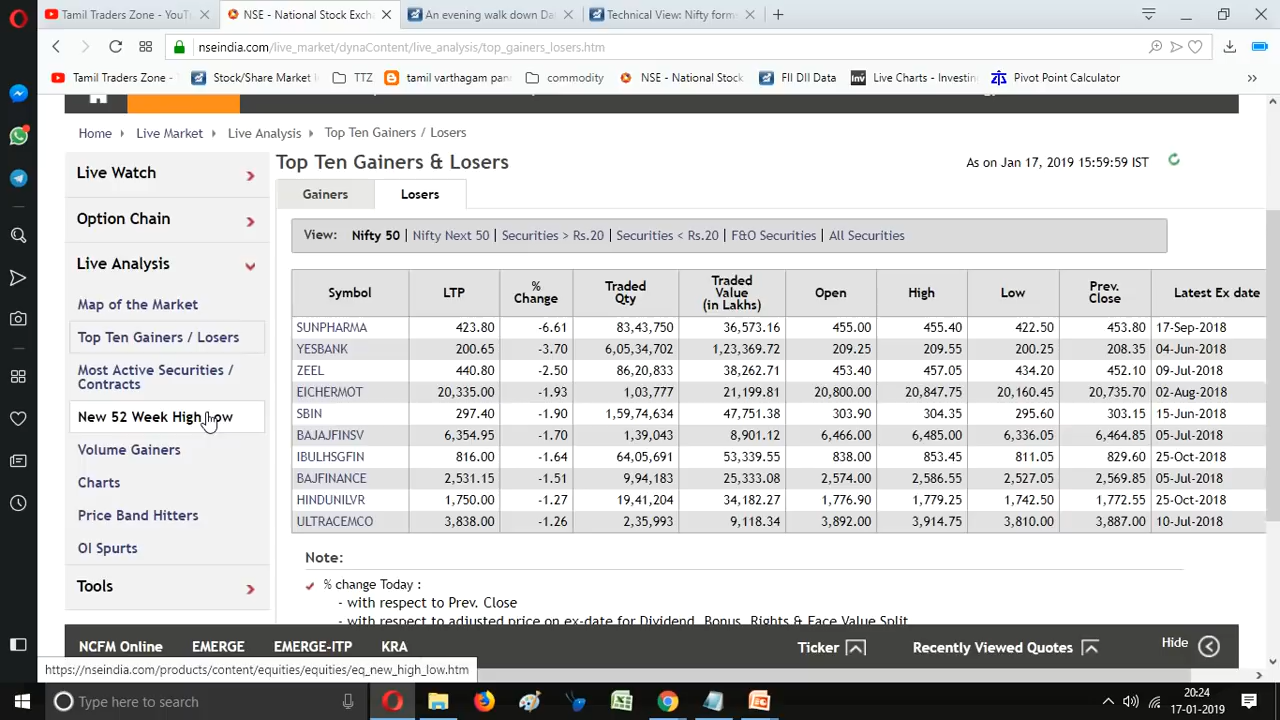 Tamil Traders Zone - YouT
NSE - National Stock Excha
An evening walk down Da
Technical View: Nifty form
nseindia.com/live_market/dynaContent/live_analysis/top_gainers_losers.htm
Tamil Traders Zone -
Stock/Share Market
TTZ
tamil varthagam pan
commodity
NSE - National Stock
FII DII Data
Live Charts - Investin
Pivot Point Calculator
Home Live Market Live Analysis Top Ten Gainers / Losers
Live Watch
Option Chain
Live Analysis
Map of the Market
Top Ten Gainers / Losers
Most Active Securities /
Contracts
New 52 Week High Low
Volume Gainers
Charts
Price Band Hitters
OI Spurts
Tools
Top Ten Gainers & Losers
As on Jan 17, 2019 15:59:59 IST
Gainers Losers
View: Nifty 50 | Nifty Next 50 | Securities > Rs.20 | Securities < Rs.20 | F&O Securities | All Securities
Symbol LTP % Change Traded Qty Traded Value (in Lakhs) Open High Low Prev. Close Latest Ex date
SUNPHARMA 423.80 -6.61 83,43,750 36,573.16 455.00 455.40 422.50 453.80 17-Sep-2018
YESBANK 200.65 -3.70 6,05,34,702 1,23,369.72 209.25 209.55 200.25 208.35 04-Jun-2018
ZEEL 440.80 -2.50 86,20,833 38,262.71 453.40 457.05 434.20 452.10 09-Jul-2018
EICHERMOT 20,335.00 -1.93 1,03,777 21,199.81 20,800.00 20,847.75 20,160.45 20,735.70 02-Aug-2018
SBIN 297.40 -1.90 1,59,74,634 47,751.38 303.90 304.35 295.60 303.15 15-Jun-2018
BAJAJFINSV 6,354.95 -1.70 1,39,043 8,901.12 6,466.00 6,485.00 6,336.05 6,464.85 05-Jul-2018
IBULHSGFIN 816.00 -1.64 64,05,691 53,339.55 838.00 853.45 811.05 829.60 25-Oct-2018
BAJFINANCE 2,531.15 -1.51 9,94,183 25,333.08 2,574.00 2,586.55 2,527.05 2,569.85 05-Jul-2018
HINDUNILVR 1,750.00 -1.27 19,41,204 34,182.27 1,776.90 1,779.25 1,742.50 1,772.55 25-Oct-2018
ULTRACEMCO 3,838.00 -1.26 2,35,993 9,118.34 3,892.00 3,914.75 3,810.00 3,887.00 10-Jul-2018
Note:
% change Today :
- with respect to Prev. Close
- with respect to adjusted price on ex-date for Dividend, Bonus, Rights & Face Value Split
NCFM Online EMERGE EMERGE-ITP KRA Ticker Recently Viewed Quotes Hide
https://nseindia.com/products/content/equities/equities/eq_new_high_low.htm
Type here to search
20:24
17-01-2019